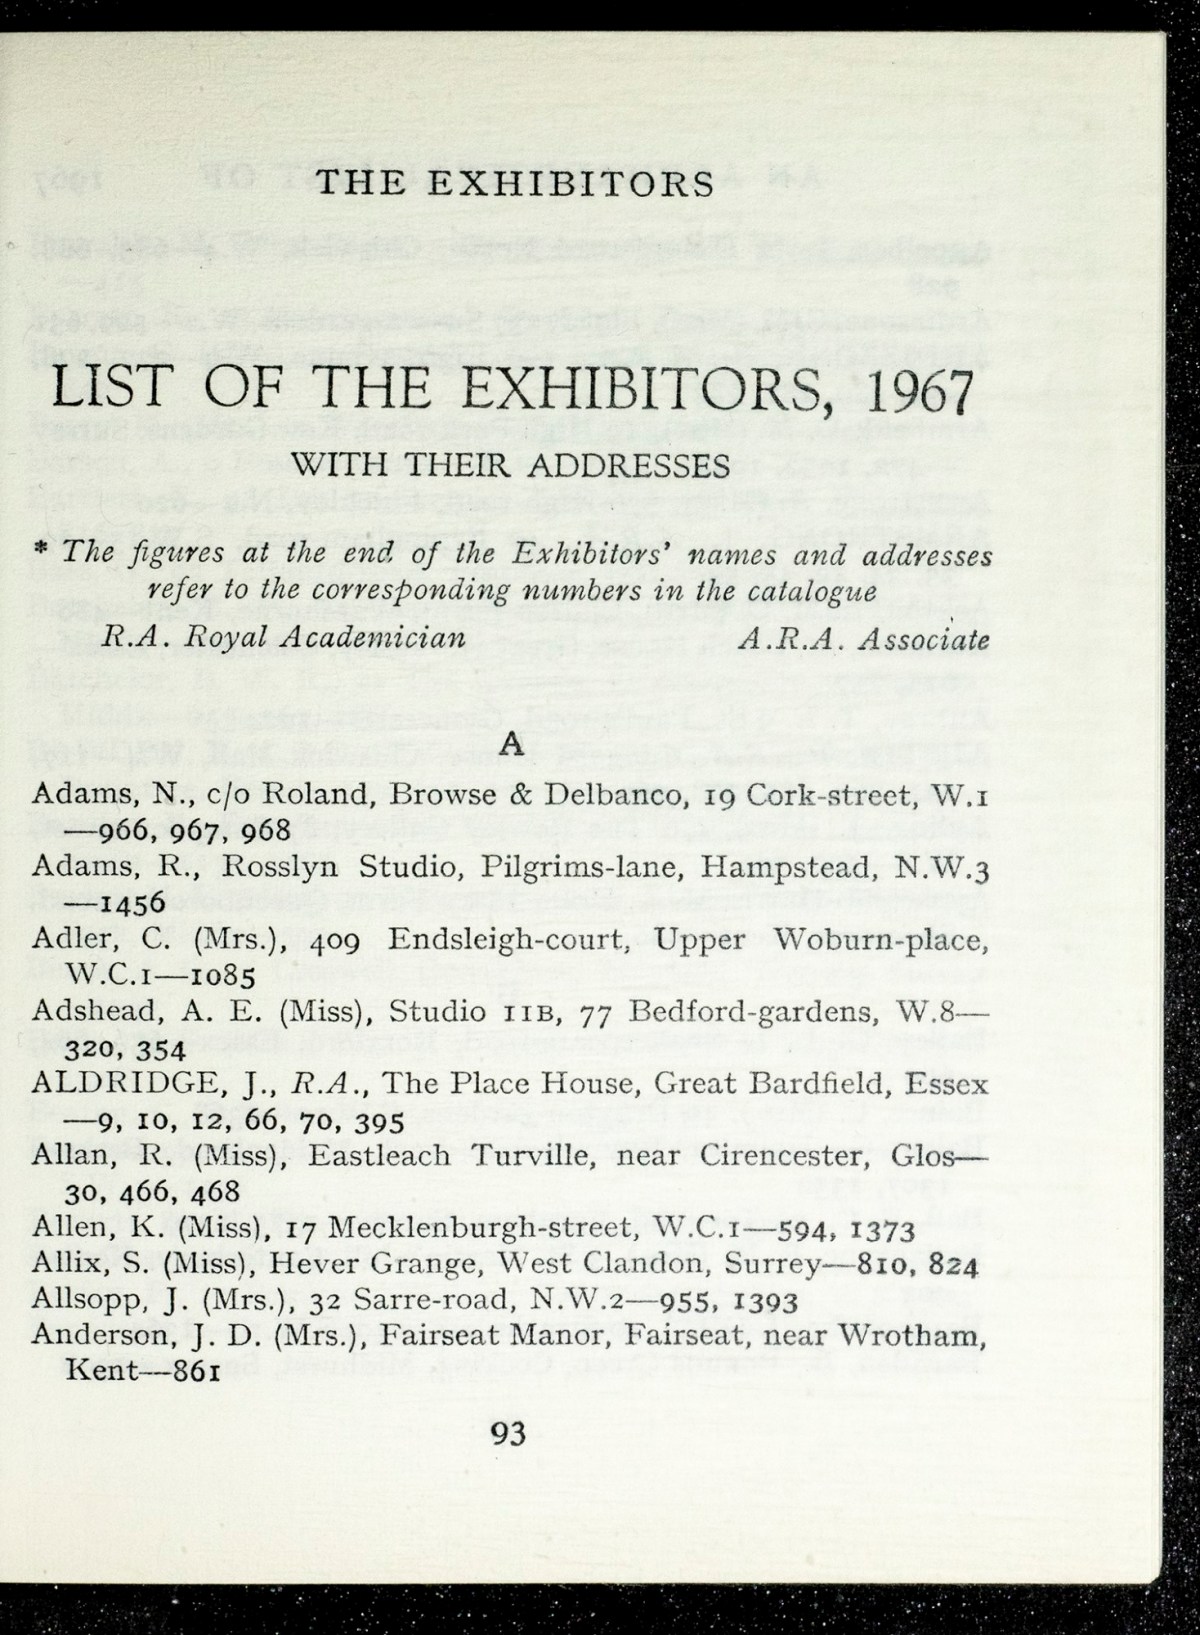 THE EXHIBITORS
LIST OF THE EXHIBITORS, 1967
WITH THEIR ADDRESSES
* The figures at the end of the Exhibitors' names and addresses
refer to the corresponding numbers in the catalogue
R.A. Royal Academician A.R.A. Associate
A
Adams, N., c/o Roland, Browse & Delbanco, 19 Cork-street, W.1
—966, 967, 968
Adams, R., Rosslyn Studio, Pilgrims-lane, Hampstead, N.W.3
—1456
Adler, C. (Mrs.), 409 Endsleigh-court, Upper Woburn-place,
W.C.1—1085
Adshead, A. E. (Miss), Studio 11B, 77 Bedford-gardens, W.8—
320, 354
ALDRIDGE, J., R.A., The Place House, Great Bardfield, Essex
—9, 10, 12, 66, 70, 395
Allan, R. (Miss), Eastleach Turville, near Cirencester, Glos—
30, 466, 468
Allen, K. (Miss), 17 Mecklenburgh-street, W.C.1—594, 1373
Allix, S. (Miss), Hever Grange, West Clandon, Surrey—810, 824
Allsopp, J. (Mrs.), 32 Sarre-road, N.W.2—955, 1393
Anderson, J. D. (Mrs.), Fairseat Manor, Fairseat, near Wrotham,
Kent—861
93